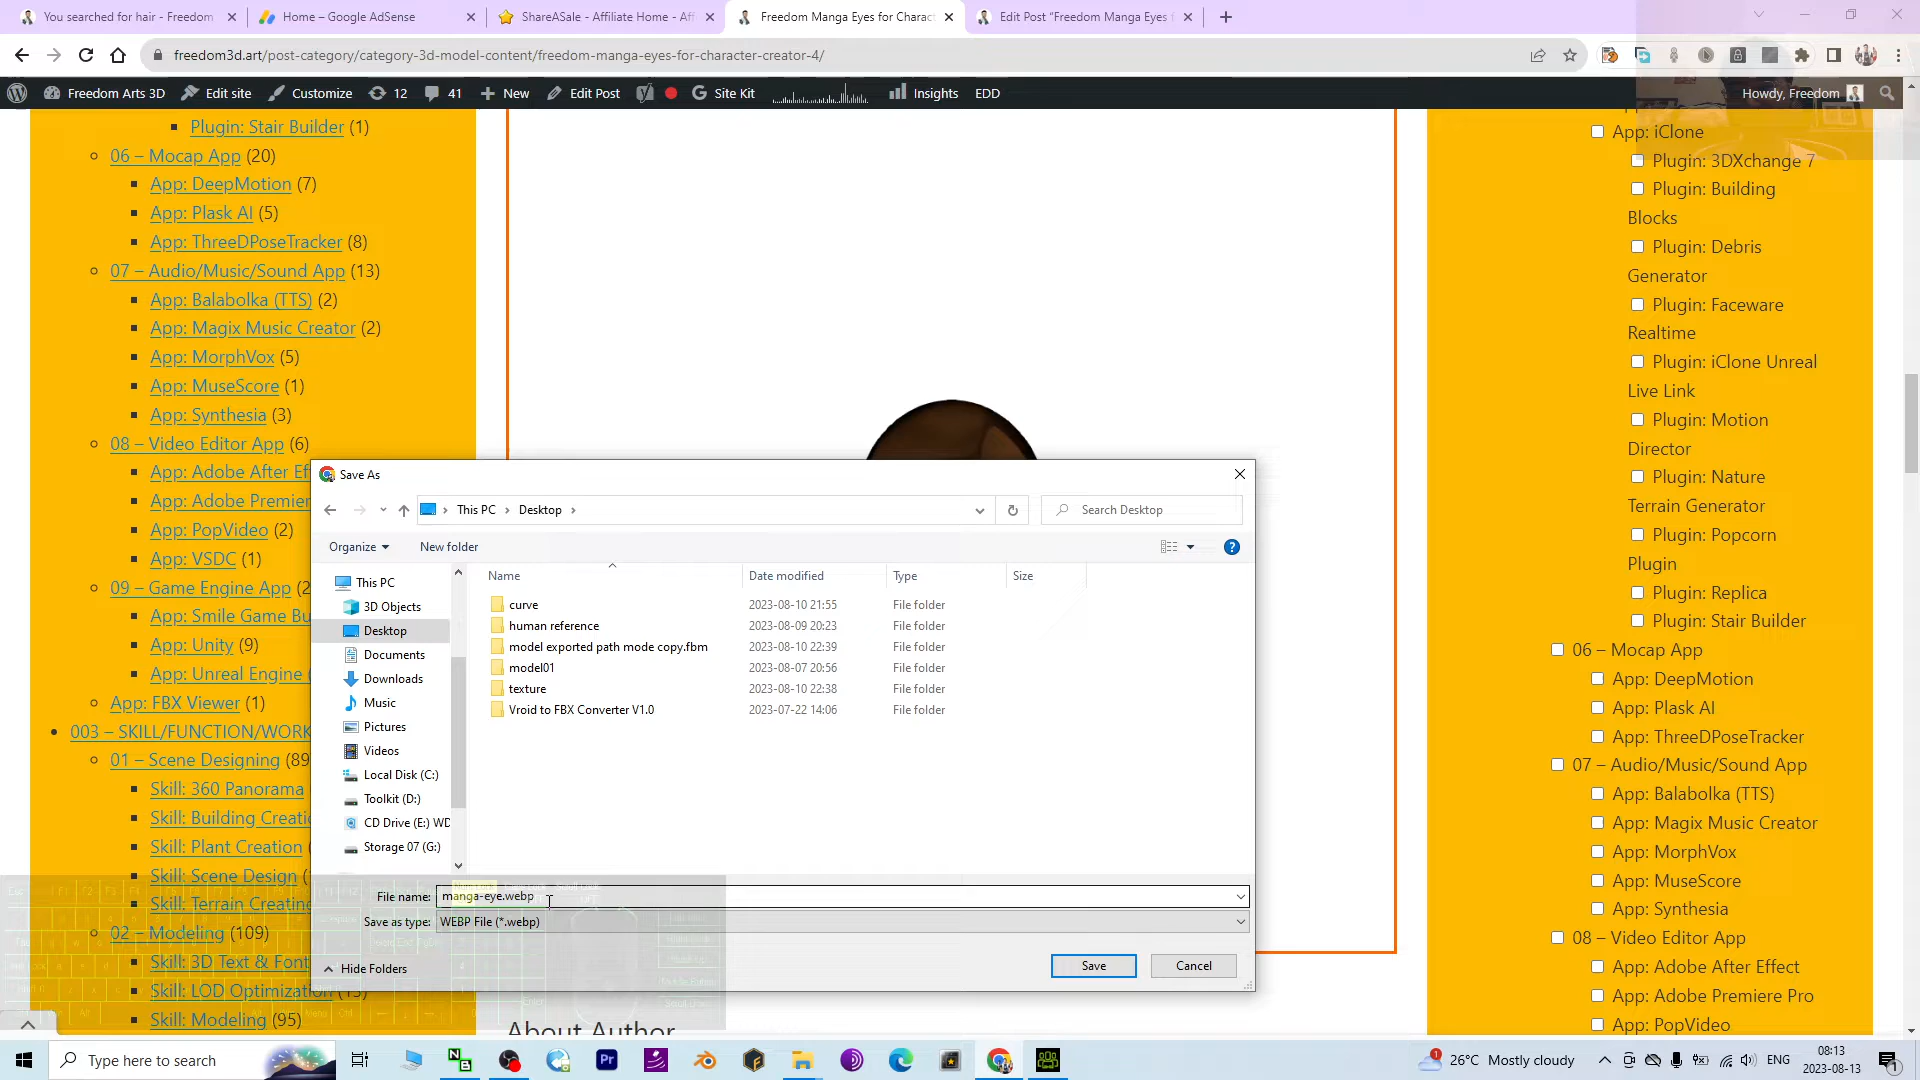 You searched for hair - Freedom
Home – Google AdSense
ShareASale - Affiliate Home - Aff
Freedom Manga Eyes for Charact
Edit Post "Freedom Manga Eyes f
freedom3d.art/post-category/category-3d-model-content/freedom-manga-eyes-for-character-creator-4/
Freedom Arts 3D
Edit site
Customize
12
41
New
Edit Post
Site Kit
Insights
EDD
Howdy, Freedom
Plugin: Stair Builder (1)
06 – Mocap App (20)
App: DeepMotion (7)
App: Plask AI (5)
App: ThreeDPoseTracker (8)
07 – Audio/Music/Sound App (13)
App: Balabolka (TTS) (2)
App: Magix Music Creator (2)
App: MorphVox (5)
App: MuseScore (1)
App: Synthesia (3)
08 – Video Editor App (6)
App: Adobe After Ef
App: Adobe Premier
App: PopVideo (2)
App: VSDC (1)
09 – Game Engine App (2
App: Smile Game Bu
App: Unity (9)
App: Unreal Engine (
App: FBX Viewer (1)
003 – SKILL/FUNCTION/WORK
01 – Scene Designing (89
Skill: 360 Panorama
Skill: Building Creatio
Skill: Plant Creation (
Skill: Scene Design (
Skill: Terrain Creating
02 – Modeling (109)
Skill: 3D Text & Font
Skill: LOD Optimization (15)
Skill: Modeling (95)
Save As
This PC
Desktop
Search Desktop
Organize
New folder
This PC
3D Objects
Desktop
Documents
Downloads
Music
Pictures
Videos
Local Disk (C:)
Toolkit (D:)
CD Drive (E:) WD
Storage 07 (G:)
Name
Date modified
Type
Size
curve 2023-08-10 21:55 File folder
human reference 2023-08-09 20:23 File folder
model exported path mode copy.fbm 2023-08-10 22:39 File folder
model01 2023-08-07 20:56 File folder
texture 2023-08-10 22:38 File folder
Vroid to FBX Converter V1.0 2023-07-22 14:06 File folder
File name: manga-eye.webp
Save as type: WEBP File (*.webp)
Hide Folders
Save
Cancel
About Author
App: iClone
Plugin: 3DXchange 7
Plugin: Building
Blocks
Plugin: Debris
Generator
Plugin: Faceware
Realtime
Plugin: iClone Unreal
Live Link
Plugin: Motion
Director
Plugin: Nature
Terrain Generator
Plugin: Popcorn
Plugin
Plugin: Replica
Plugin: Stair Builder
06 – Mocap App
App: DeepMotion
App: Plask AI
App: ThreeDPoseTracker
07 – Audio/Music/Sound App
App: Balabolka (TTS)
App: Magix Music Creator
App: MorphVox
App: MuseScore
App: Synthesia
08 – Video Editor App
App: Adobe After Effect
App: Adobe Premiere Pro
App: PopVideo
Type here to search
26°C Mostly cloudy
ENG
08:13
2023-08-13